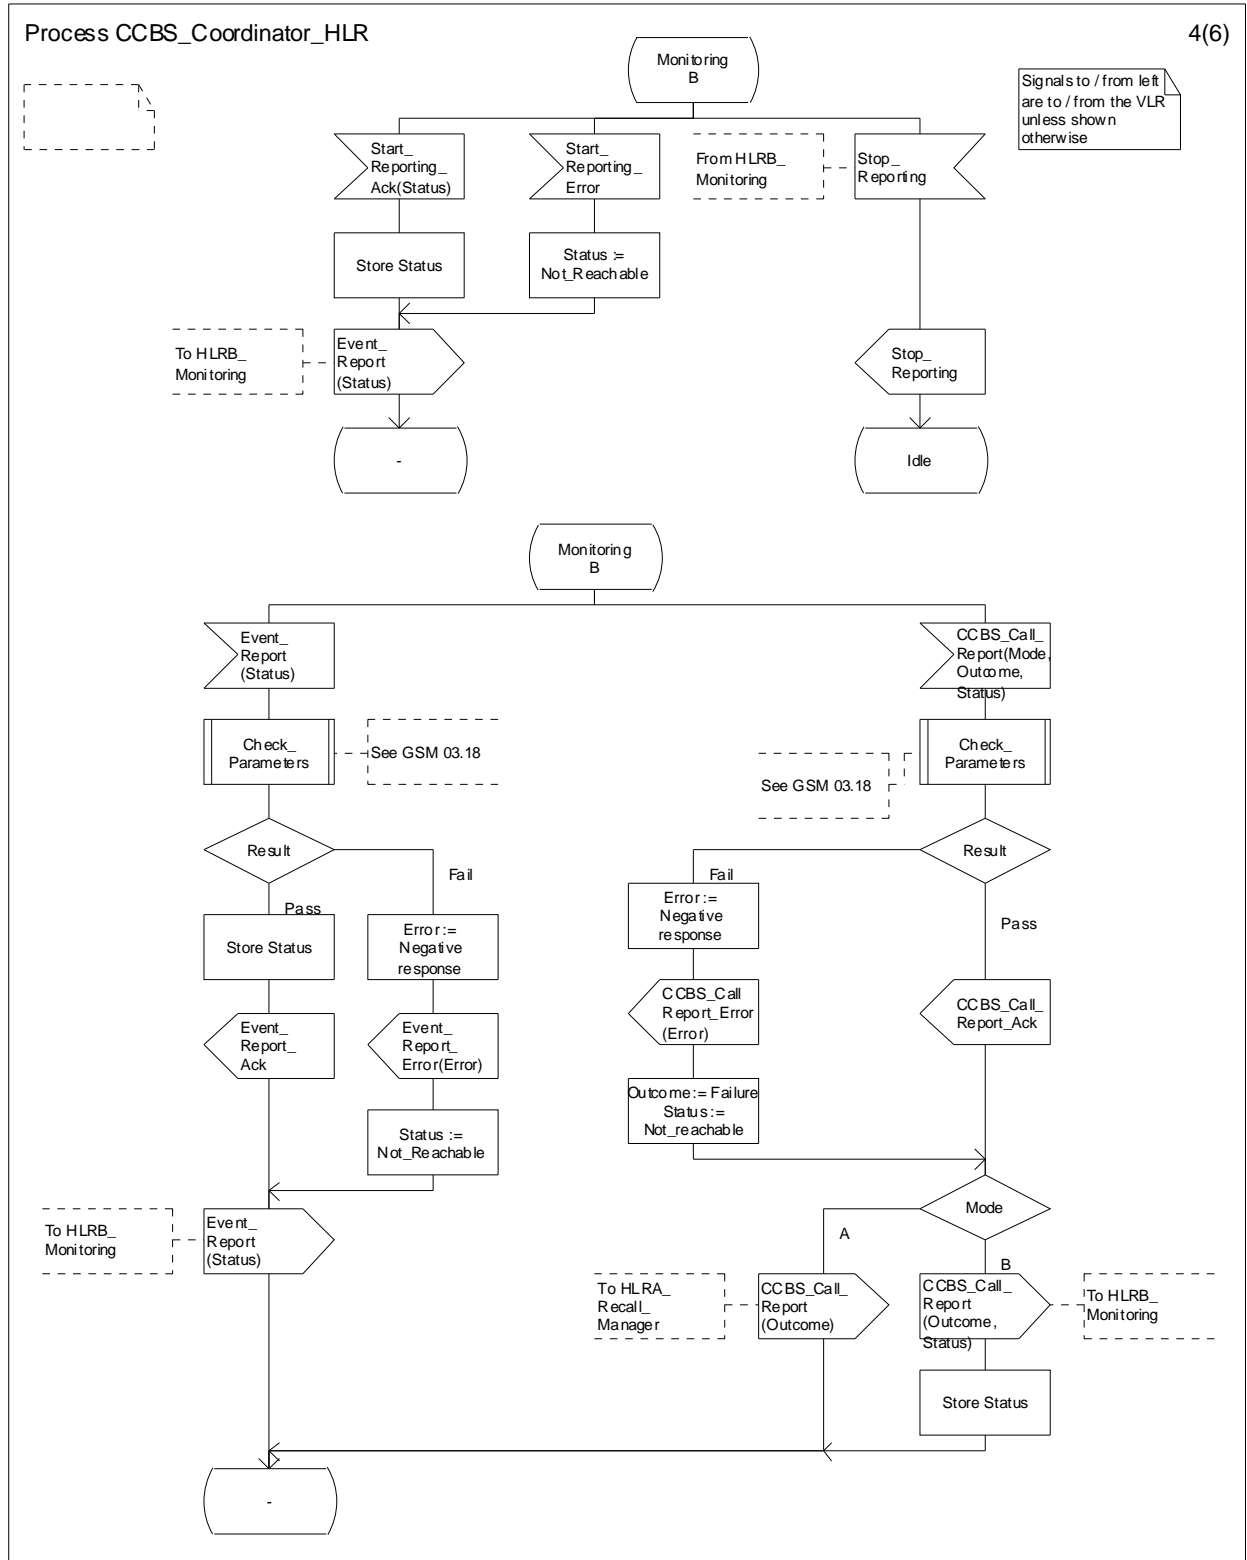 Process CCBS_Coordinator_HLR
4(6)
Monitoring
B
Signals to / from left
are to / from the VLR
unless shown
otherwise
Start_
Reporting_
Ack(Status)
Start_
Reporting_
Error
From HLRB_
Monitoring
Stop_
Reporting
Store Status
Status :=
Not_Reachable
To HLRB_
Monitoring
Event_
Report
(Status)
Stop_
Reporting
-
Idle
Monitoring
B
Event_
Report
(Status)
CCBS_Call_
Report(Mode,
Outcome,
Status)
Check_
Parameters
See GSM 03.18
See GSM 03.18
Check_
Parameters
Result
Fail
Pass
Result
Fail
Pass
Store Status
Error :=
Negative
response
Error :=
Negative
response
Event_
Report_
Ack
Event_
Report_
Error(Error)
CCBS_Call
Report_Error
(Error)
CCBS_Call_
Report_Ack
Status :=
Not_Reachable
Outcome := Failure
Status :=
Not_reachable
To HLRB_
Monitoring
Event_
Report
(Status)
Mode
A
B
To HLRA_
Recall_
Manager
CCBS_Call_
Report
(Outcome)
CCBS_Call_
Report
(Outcome,
Status)
To HLRB_
Monitoring
Store Status
-